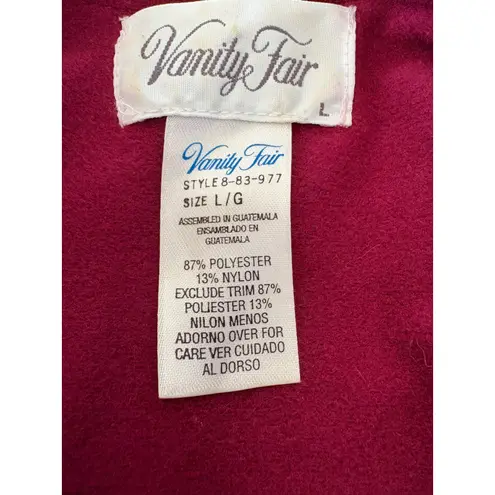 Vanity Fair
L
Vanity Fair
STYLE 8-83-977
SIZE L/G
ASSEMBLED IN GUATEMALA
ENSAMBLADO EN
GUATEMALA
87% POLYESTER
13% NYLON
EXCLUDE TRIM 87%
POLIESTER 13%
NILON MENOS
ADORNO OVER FOR
CARE VER CUIDADO
AL DORSO